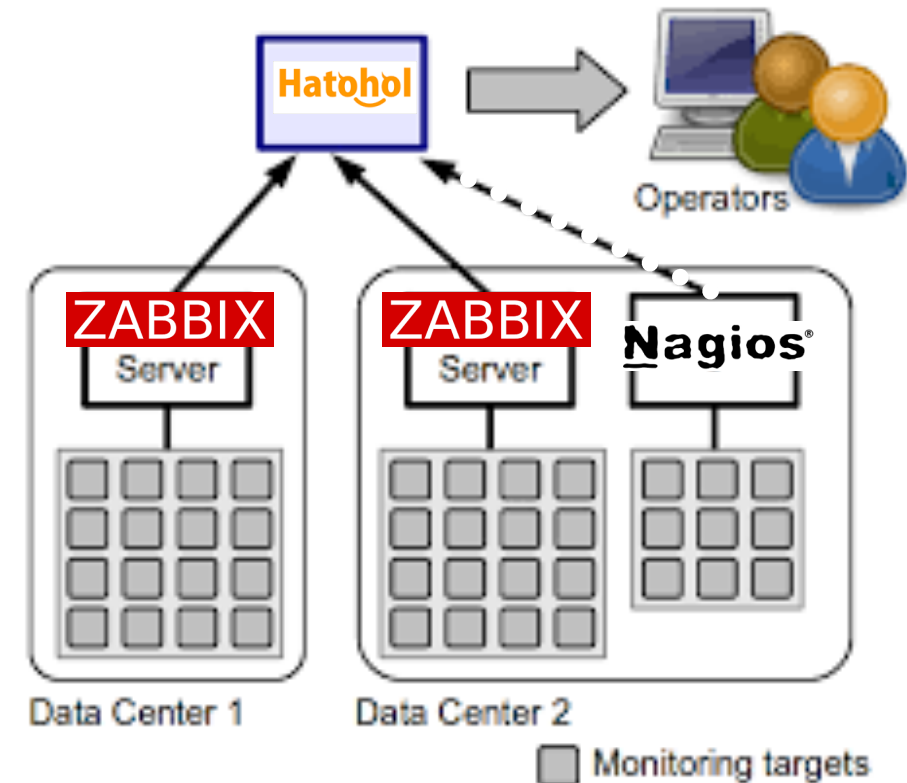 Hatohol
Operators
ZABBIX
Server
ZABBIX
Server
Nagios®
Data Center 1
Data Center 2
Monitoring targets